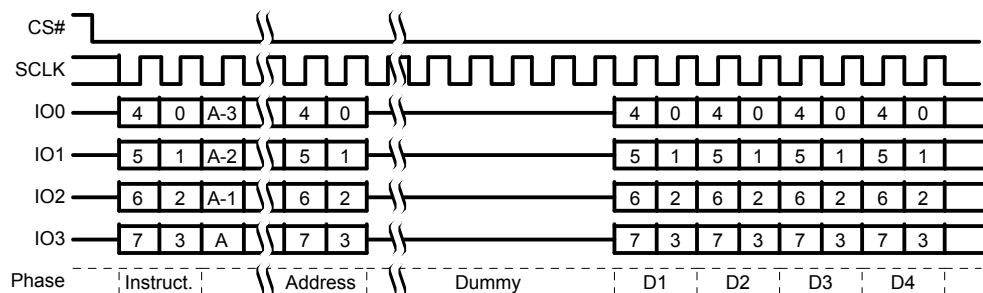 CS#
SCLK
IO0 4 0 A-3 4 0 4 0 4 0 4 0 4 0
IO1 5 1 A-2 5 1 5 1 5 1 5 1 5 1
IO2 6 2 A-1 6 2 6 2 6 2 6 2 6 2
IO3 7 3 A 7 3 7 3 7 3 7 3 7 3
Phase Instruct. Address Dummy D1 D2 D3 D4